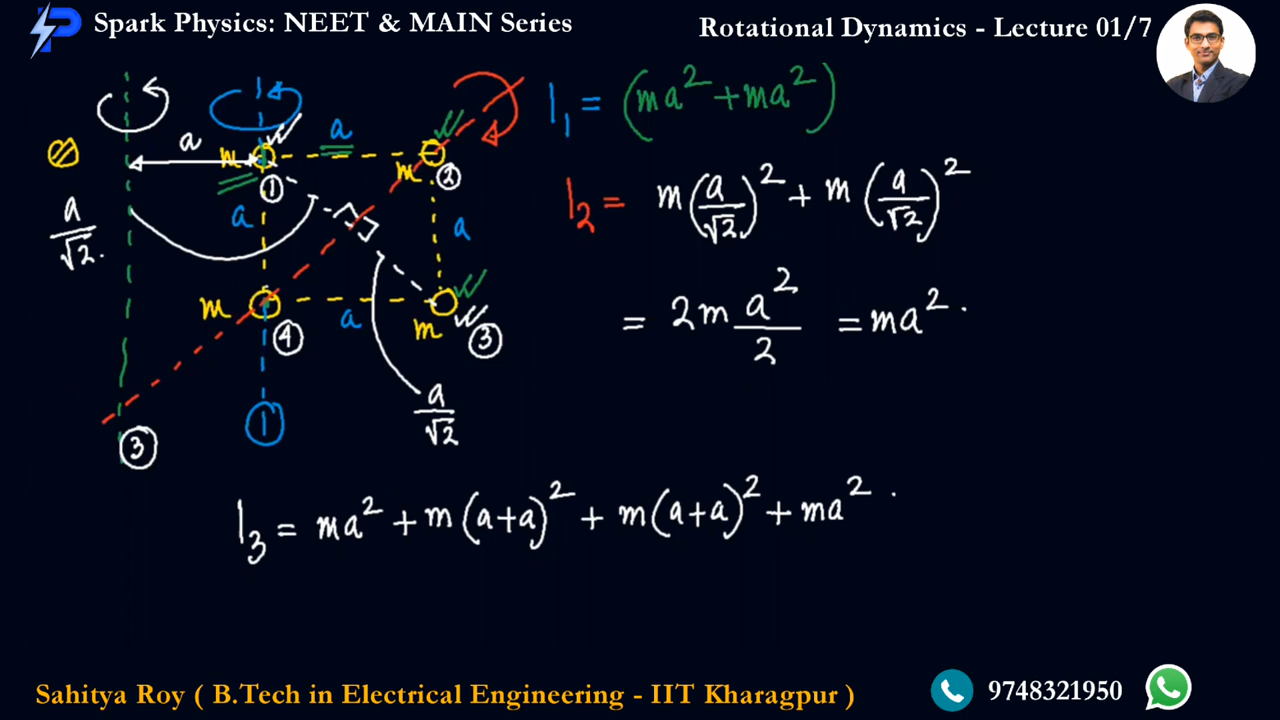 Spark Physics: NEET & MAIN Series
Rotational Dynamics - Lecture 01/7
a
a
m
①
m
②
a
a
a/√2.
m
④
a
m
③
a/√2
③
①
I₁ = (ma² + ma²)
I₂ = m(a/√2)² + m(a/√2)²
= 2m a²/2 = ma².
I₃ = ma² + m(a+a)² + m(a+a)² + ma².
Sahitya Roy ( B.Tech in Electrical Engineering - IIT Kharagpur )
9748321950